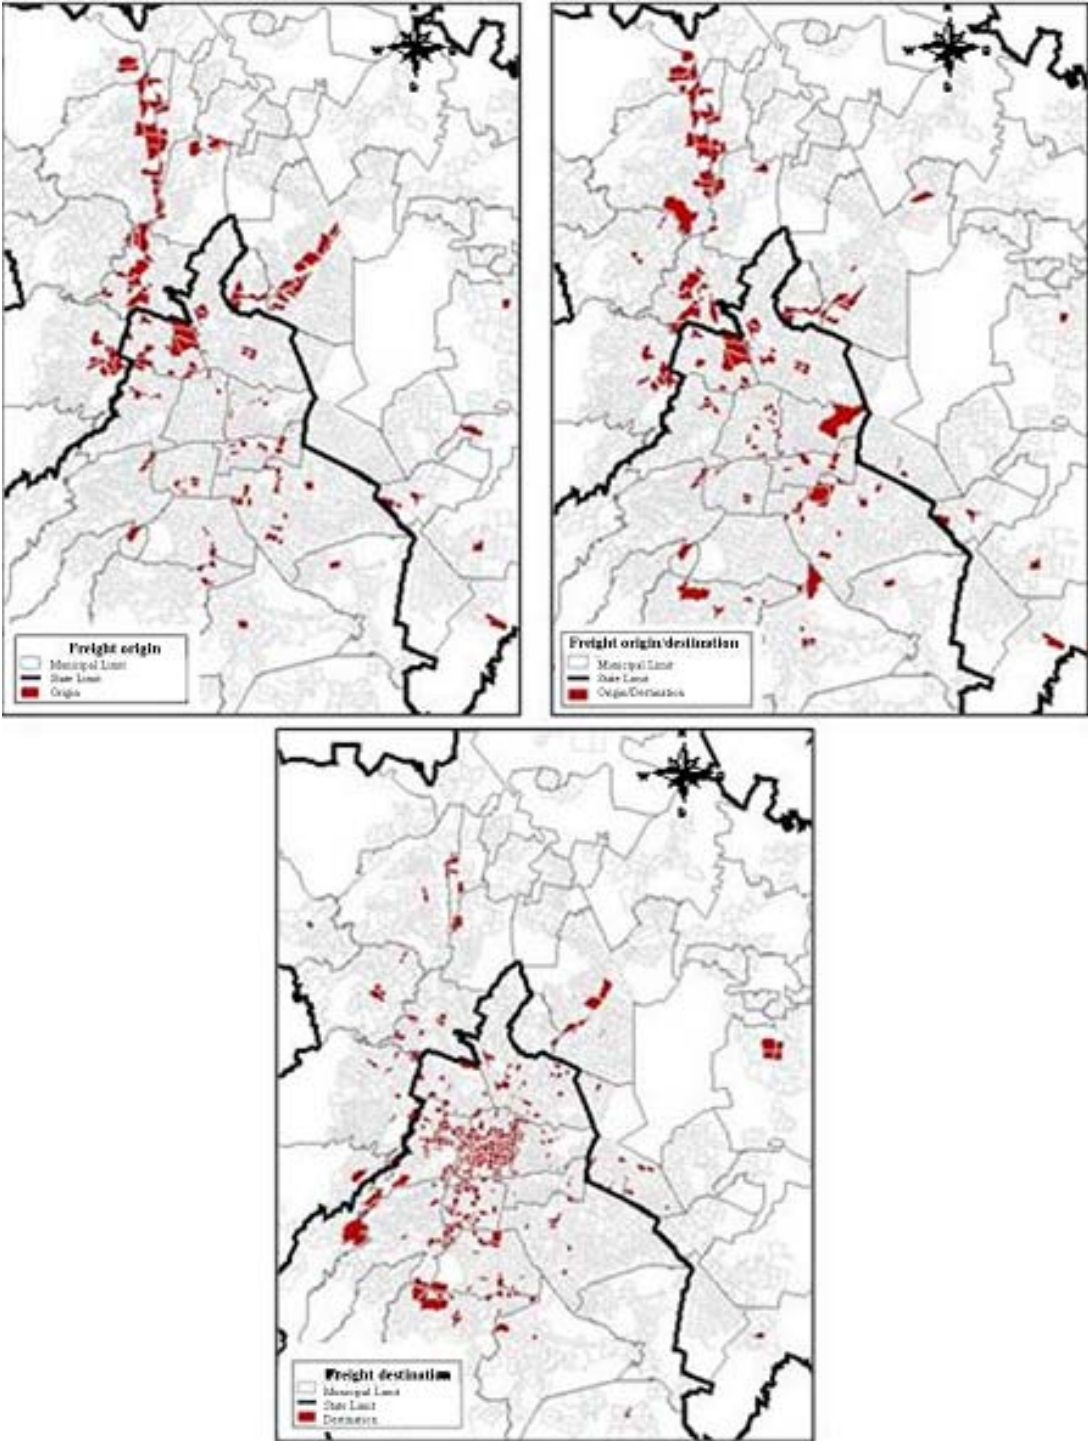 Freight origin
Municipal Limit
State Limit
Origin
Freight origin/destination
Municipal Limit
State Limit
Origin/Destination
Freight destination
Municipal Limit
State Limit
Destination